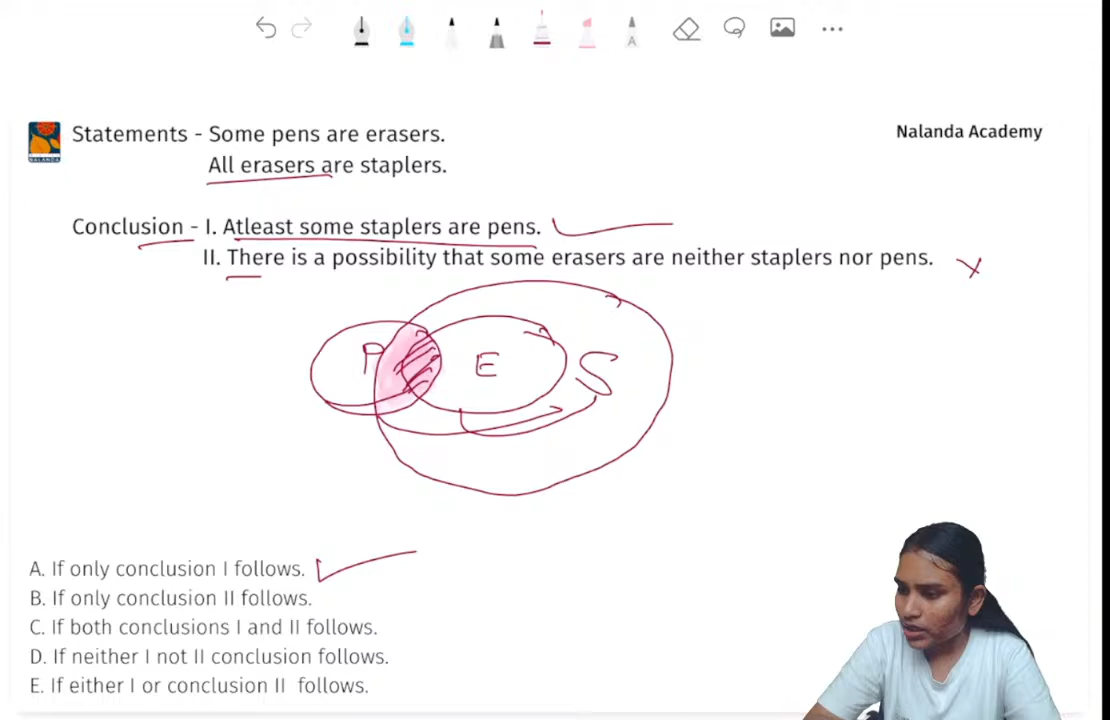 A
Statements - Some pens are erasers.
Nalanda Academy
NALANDA
All erasers are staplers.
Conclusion - I. Atleast some staplers are pens.
II. There is a possibility that some erasers are neither staplers nor pens.
P E S
A. If only conclusion I follows.
B. If only conclusion II follows.
C. If both conclusions I and II follows.
D. If neither I not II conclusion follows.
E. If either I or conclusion II follows.